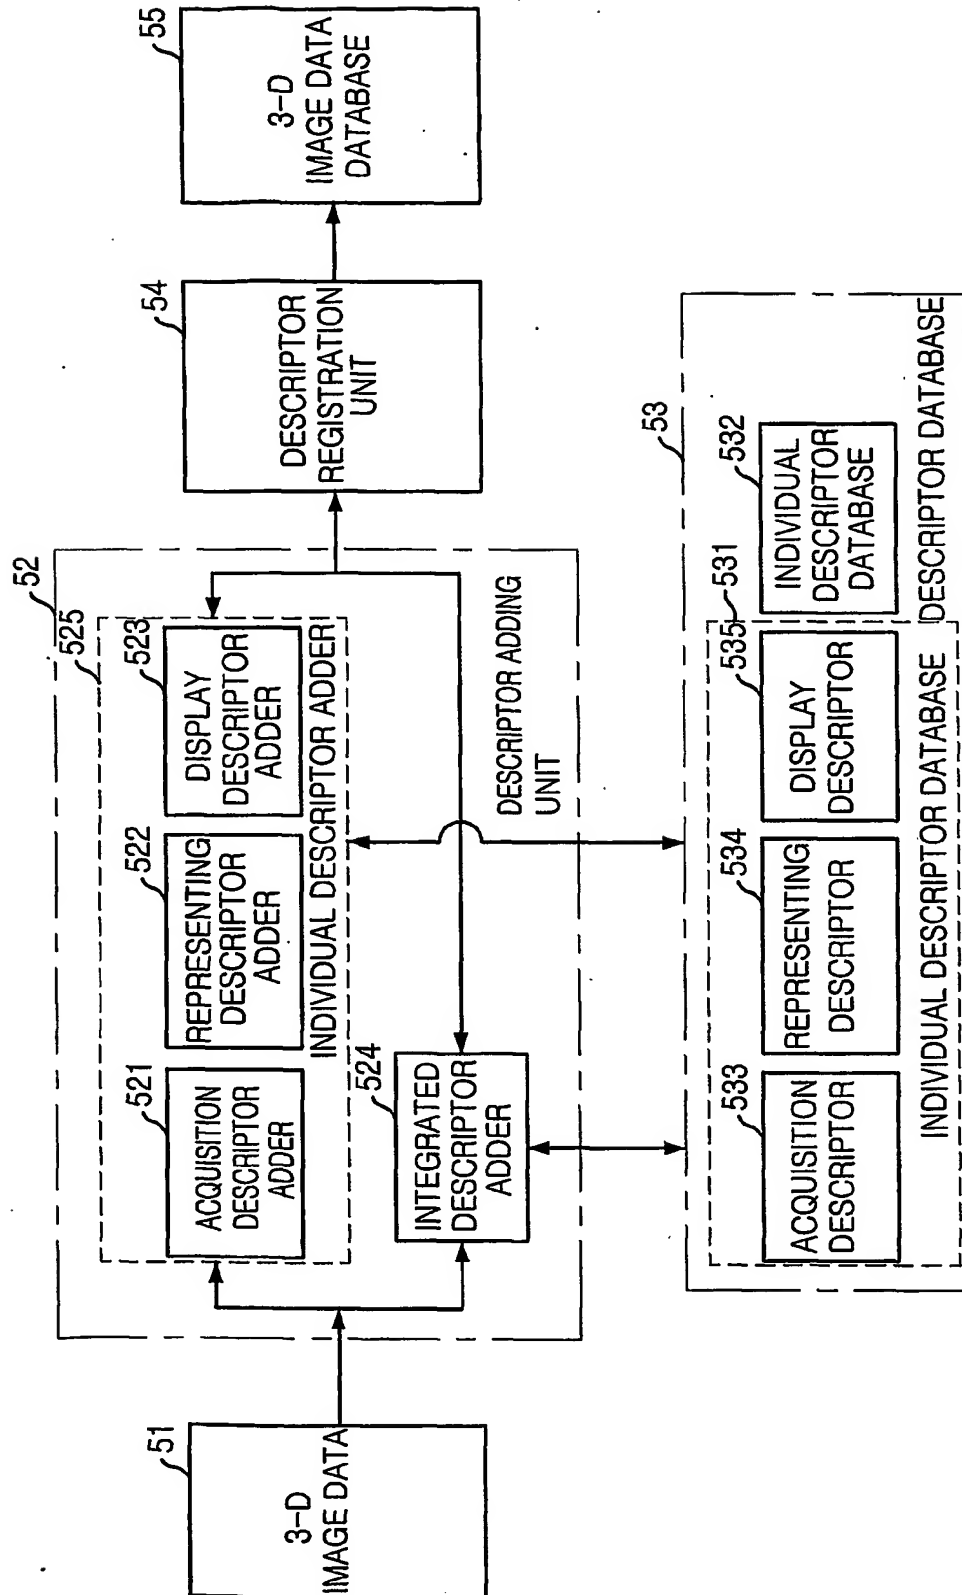 51
3-D
IMAGE DATA
52
525
521
ACQUISITION
DESCRIPTOR
ADDER
522
REPRESENTING
DESCRIPTOR
ADDER
523
DISPLAY
DESCRIPTOR
ADDER
INDIVIDUAL DESCRIPTOR ADDER
524
INTEGRATED
DESCRIPTOR
ADDER
DESCRIPTOR ADDING
UNIT
54
DESCRIPTOR
REGISTRATION
UNIT
55
3-D
IMAGE DATA
DATABASE
53
533
ACQUISITION
DESCRIPTOR
534
REPRESENTING
DESCRIPTOR
535
DISPLAY
DESCRIPTOR
531
INDIVIDUAL DESCRIPTOR DATABASE
532
INDIVIDUAL
DESCRIPTOR
DATABASE
DESCRIPTOR DATABASE